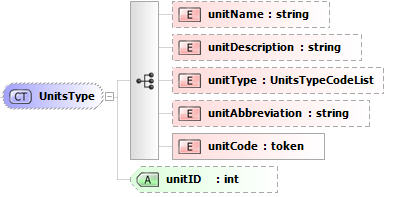 E unitName : string
E unitDescription : string
E unitType : UnitsTypeCodeList
CT UnitsType
E unitAbbreviation : string
E unitCode : token
A unitID : int